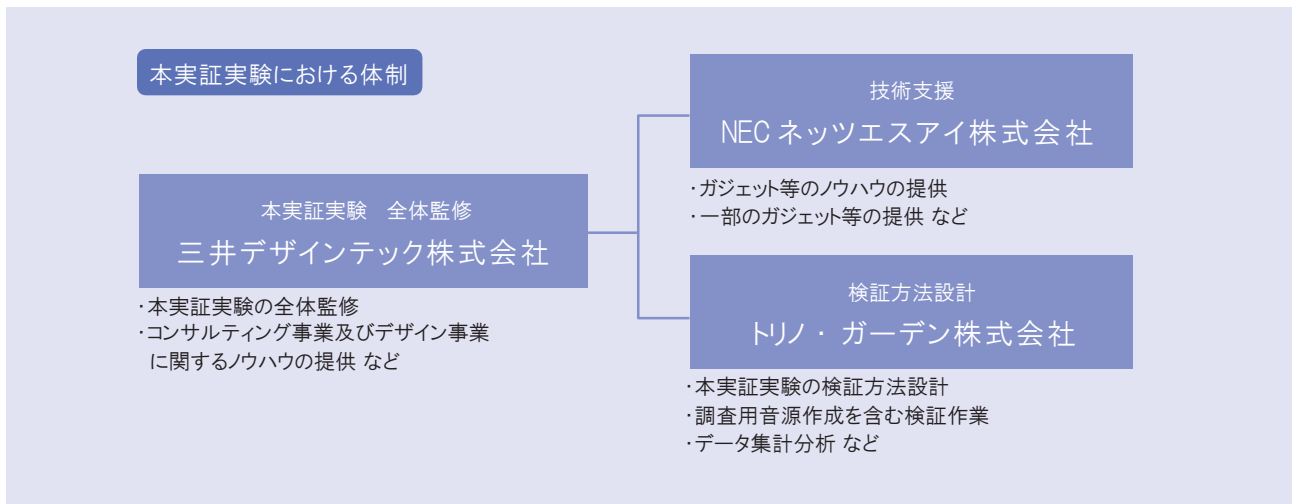 本実証実験における体制
技術支援
NECネッツエスアイ株式会社
・ガジェット等のノウハウの提供
・一部のガジェット等の提供 など
本実証実験　全体監修
三井デザインテック株式会社
・本実証実験の全体監修
・コンサルティング事業及びデザイン事業
に関するノウハウの提供 など
検証方法設計
トリノ・ガーデン株式会社
・本実証実験の検証方法設計
・調査用音源作成を含む検証作業
・データ集計分析 など